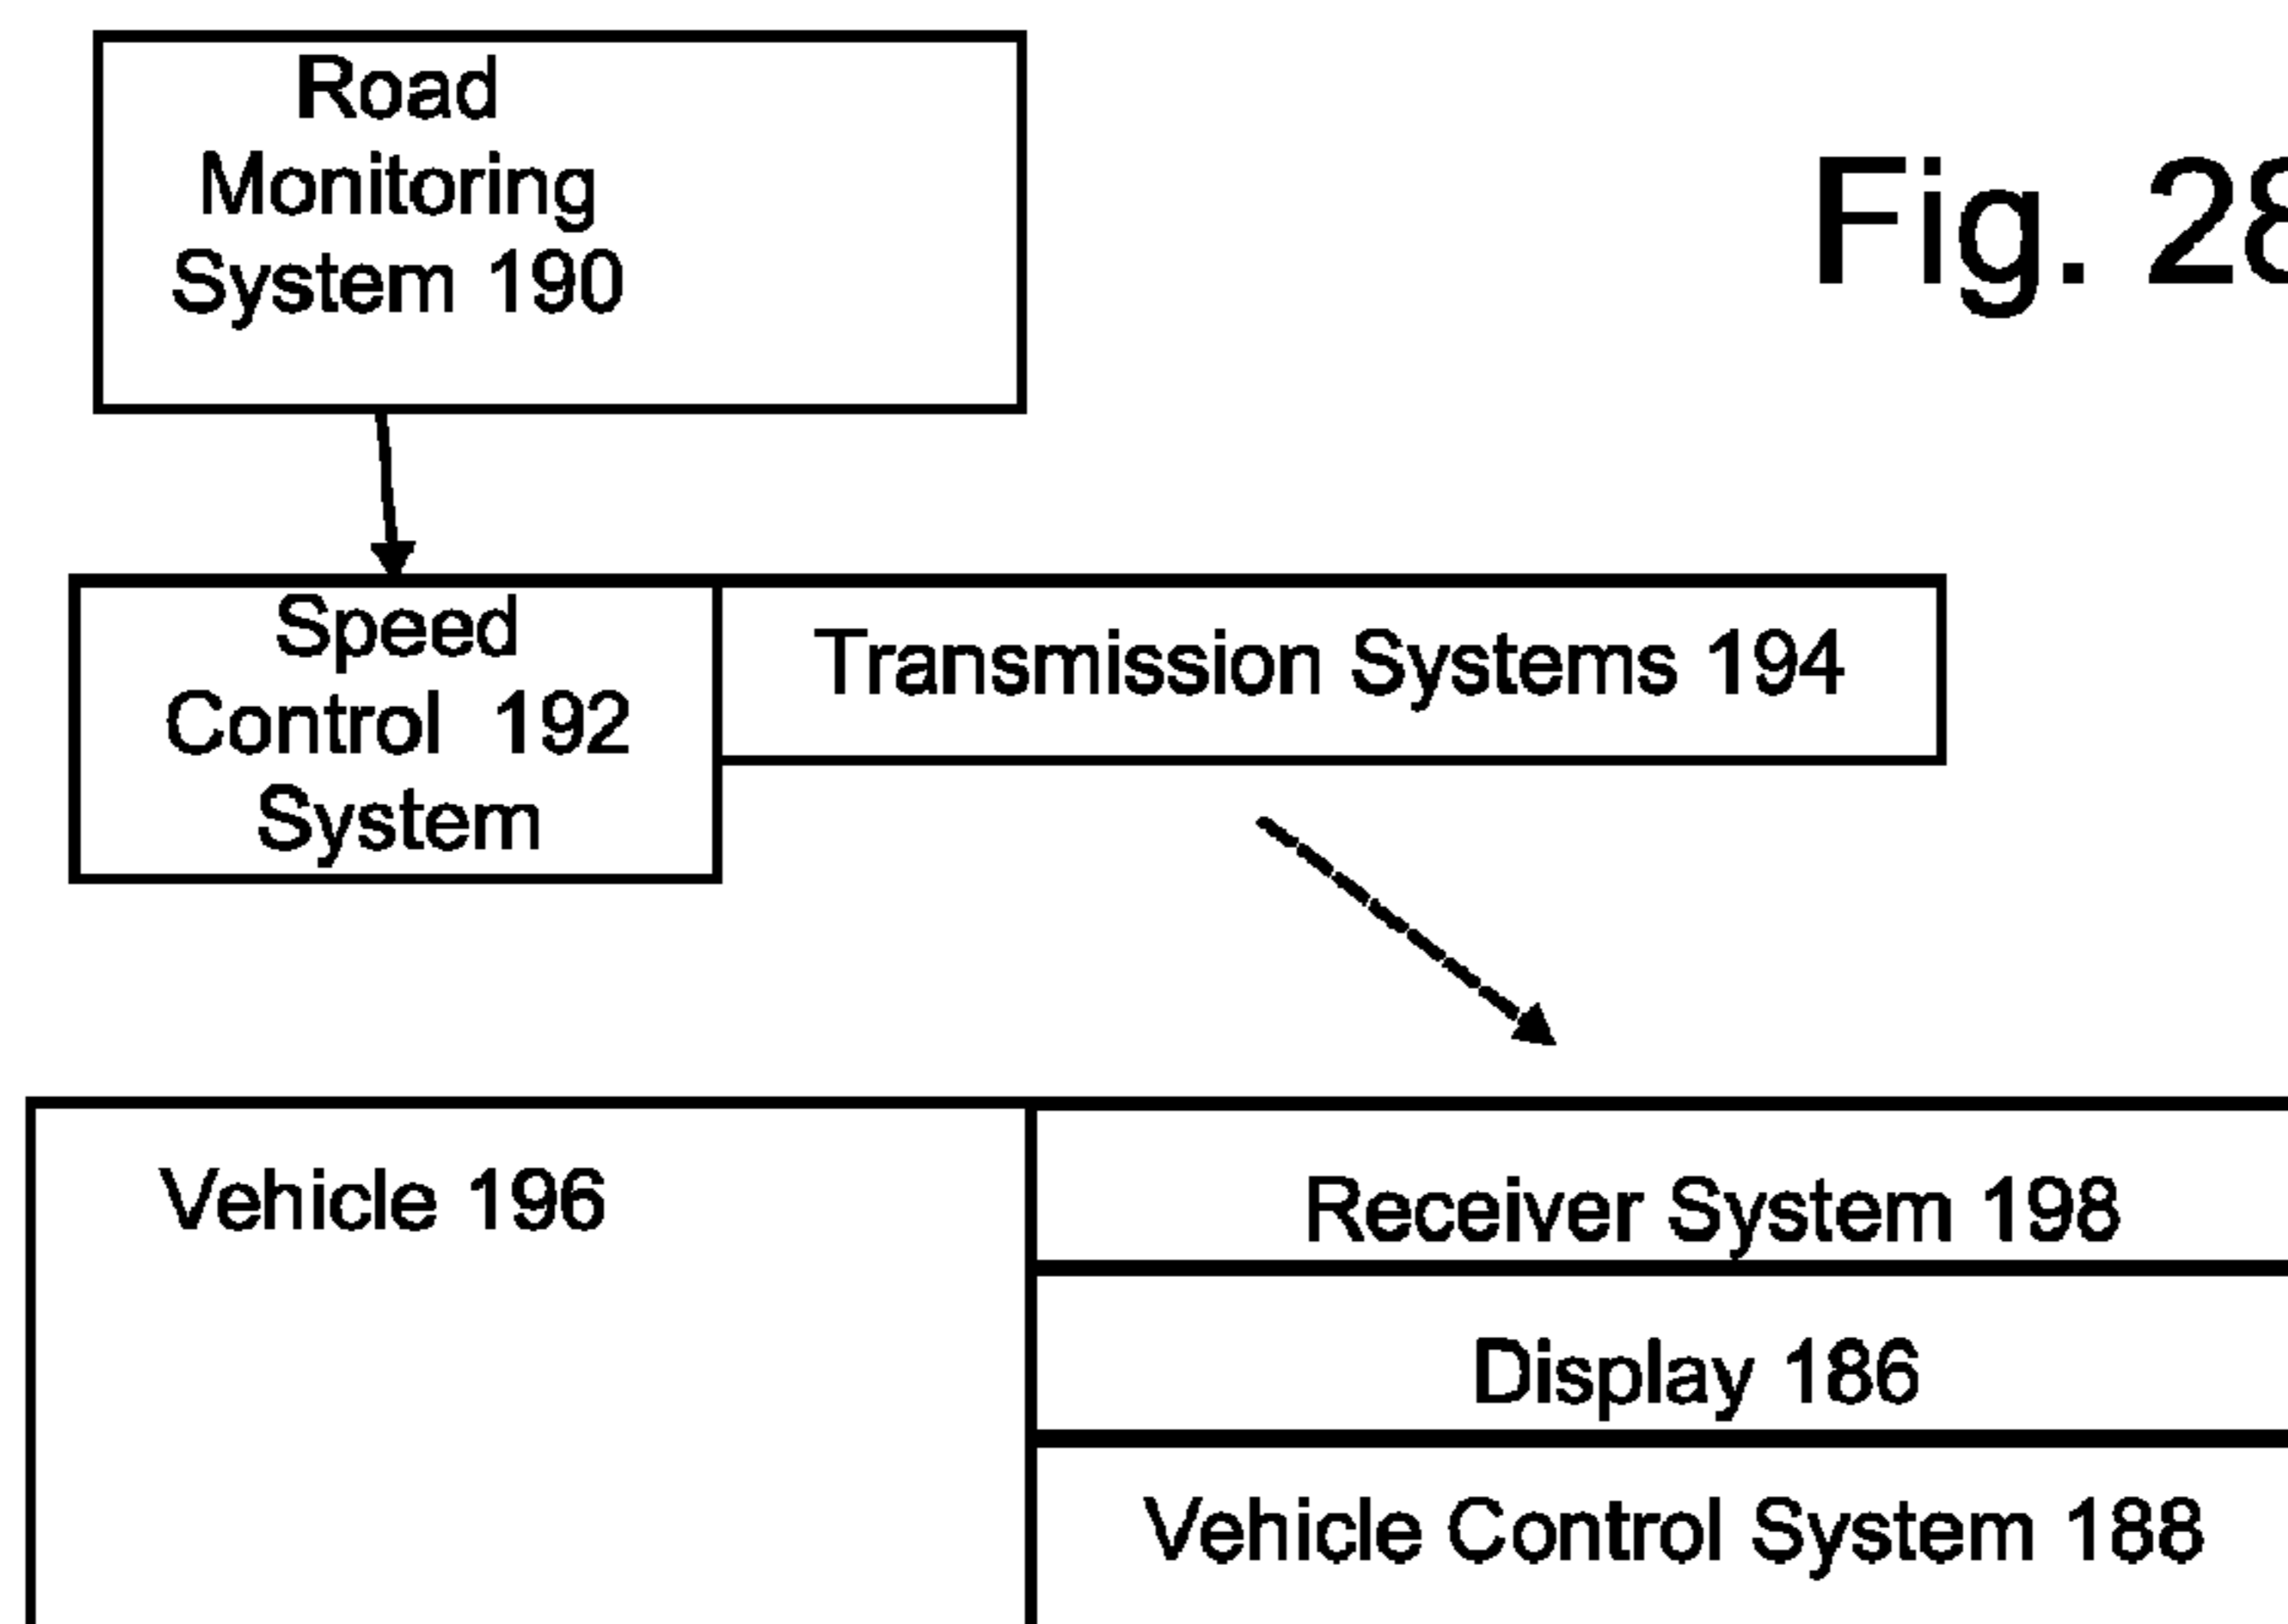 Road
Monitoring
System 190
Fig. 28
Speed
Control 192
System
Transmission Systems 194
Vehicle 196
Receiver System 198
Display 186
Vehicle Control System 188